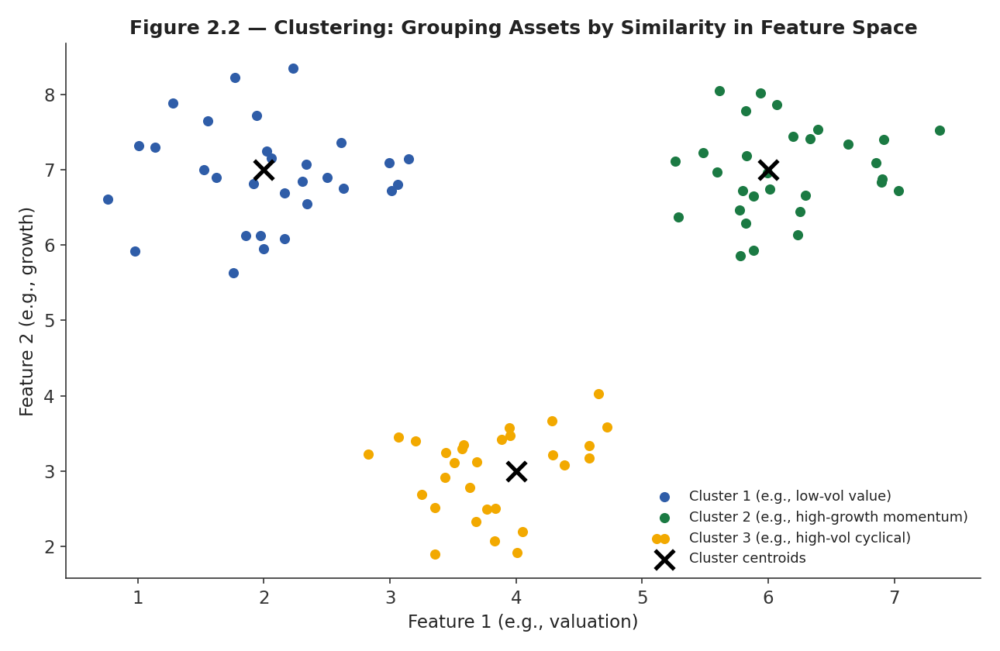 Figure 2.2 — Clustering: Grouping Assets by Similarity in Feature Space
8
7
6
5
4
3
2
Feature 2 (e.g., growth)
Cluster 1 (e.g., low-vol value)
Cluster 2 (e.g., high-growth momentum)
Cluster 3 (e.g., high-vol cyclical)
Cluster centroids
1 2 3 4 5 6 7
Feature 1 (e.g., valuation)